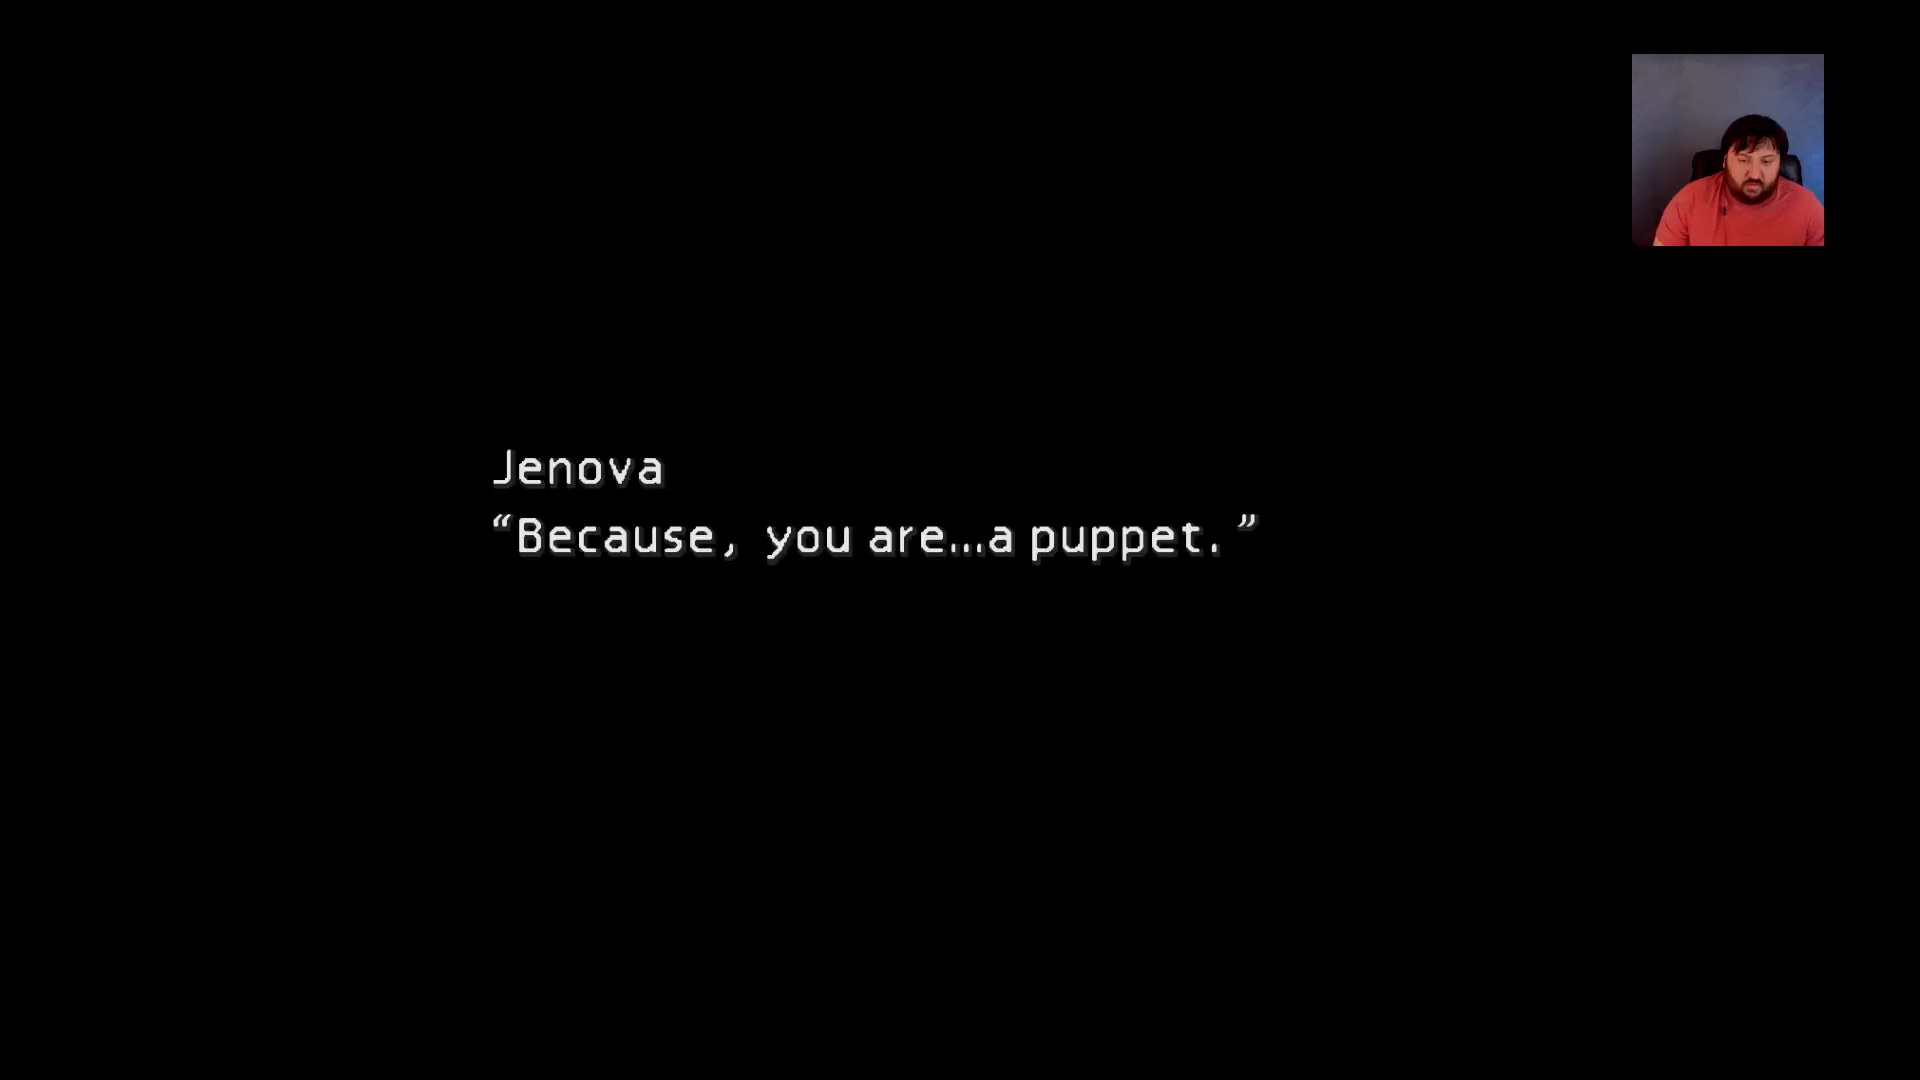 Jenova
“Because, you are...a puppet. ”